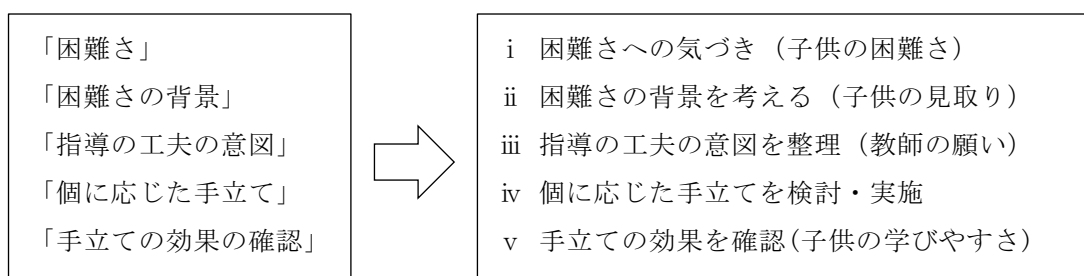 「困難さ」
「困難さの背景」
「指導の工夫の意図」
「個に応じた手立て」
「手立ての効果の確認」
ⅰ 困難さへの気づき（子供の困難さ）
ⅱ 困難さの背景を考える（子供の見取り）
ⅲ 指導の工夫の意図を整理（教師の願い）
ⅳ 個に応じた手立てを検討・実施
ⅴ 手立ての効果を確認(子供の学びやすさ）